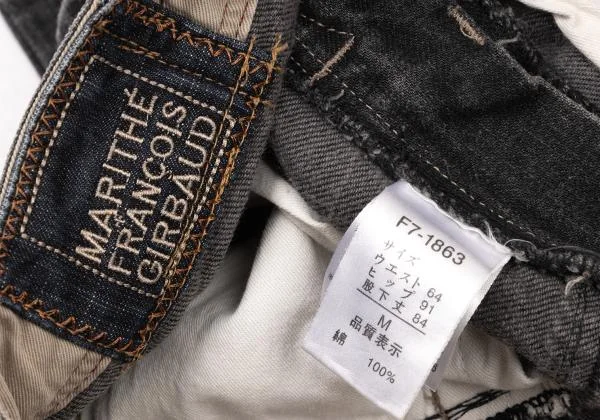 MARITHÉ
et
FRANÇOIS
GIRBAUD
F7-1863
サイズ
ウエスト 64
ヒップ 91
股下丈 84
M
品質表示
綿 100%